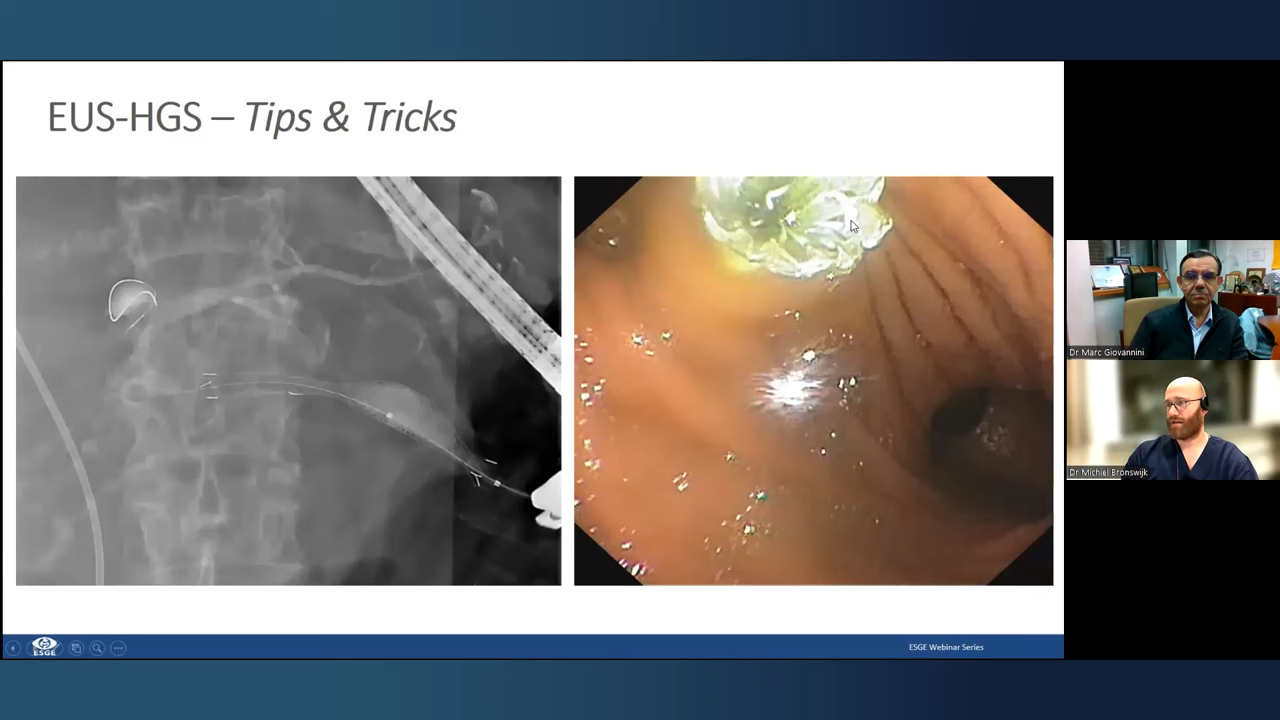 EUS-HGS – Tips & Tricks
Dr Marc Giovannini
Dr Michiel Bronswijk
ESGE
ESGE Webinar Series